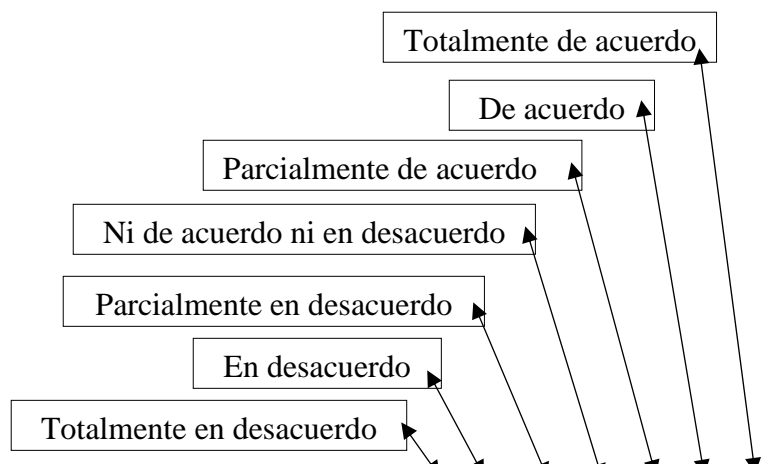 Totalmente de acuerdo
De acuerdo
Parcialmente de acuerdo
Ni de acuerdo ni en desacuerdo
Parcialmente en desacuerdo
En desacuerdo
Totalmente en desacuerdo